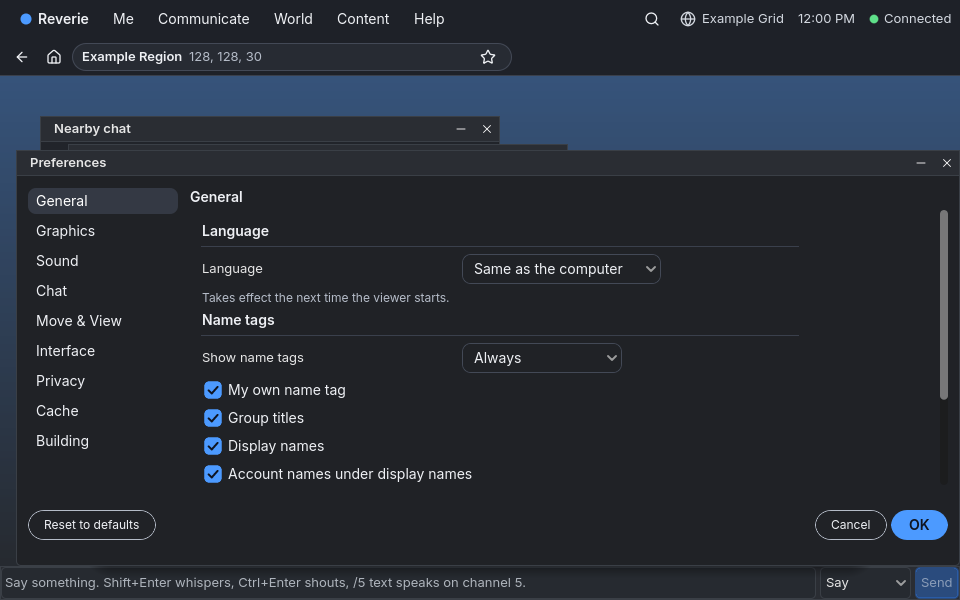 Reverie Me Communicate World Content Help Example Grid 12:00 PM Connected
Example Region 128, 128, 30
Nearby chat
Preferences
General
Graphics
Sound
Chat
Move & View
Interface
Privacy
Cache
Building
General
Language
Language Same as the computer
Takes effect the next time the viewer starts.
Name tags
Show name tags Always
My own name tag
Group titles
Display names
Account names under display names
Reset to defaults Cancel OK
Say something. Shift+Enter whispers, Ctrl+Enter shouts, /5 text speaks on channel 5. Say Send